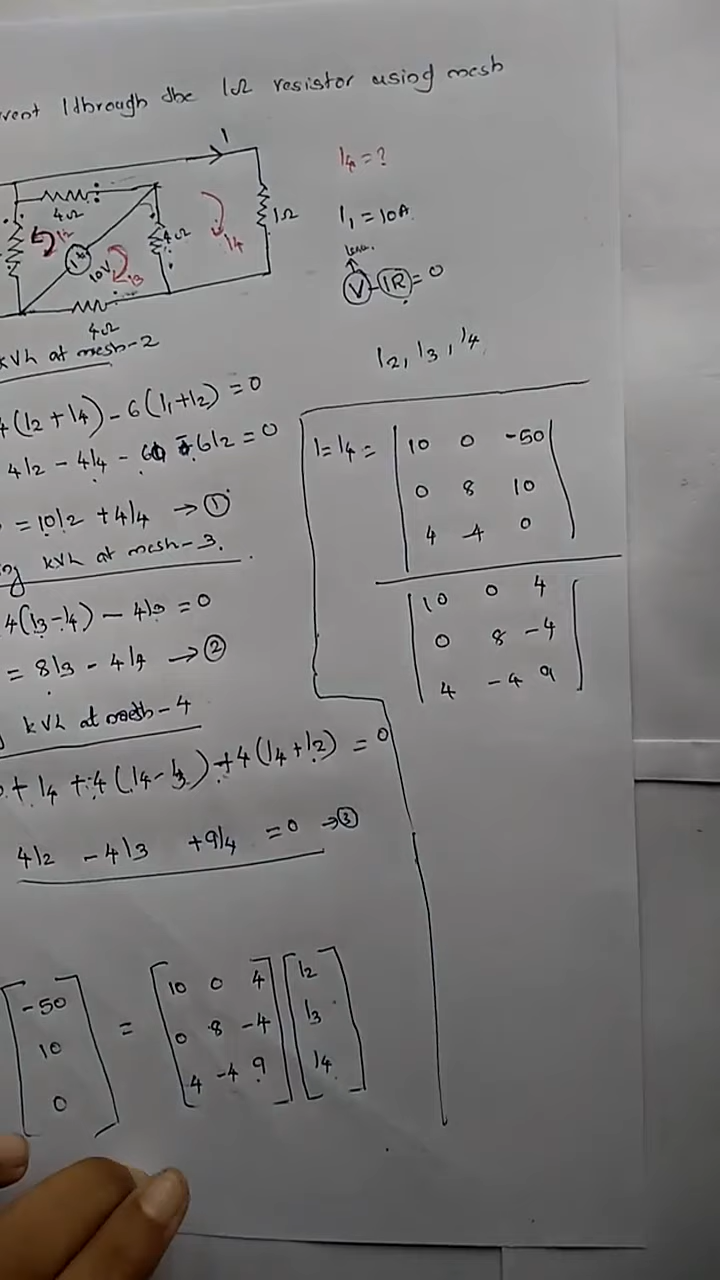 through the 1Ω resistor using mesh
I
4Ω
I2
10V
I3
4Ω
I4
1Ω
4Ω
I4 = ?
I1 = 10A
V - IR = 0
I2, I3, I4
KVL at mesh-2
4(I2 + I4) - 6(I1 + I2) = 0
4I2 - 4I4 - 6I2 = 0
= 10I2 + 4I4 → ①
KVL at mesh-3.
4(I3 - I4) - 4I3 = 0
= 8I3 - 4I4 → ②
KVL at mesh-4
+ I4 + 4(I4 - I3) + 4(I4 + I2) = 0
4I2 - 4I3 + 9I4 = 0 → ③
I = I4 =
10 0 -50
0 8 10
4 -4 0
10 0 4
0 8 -4
4 -4 9
-50
10
0
=
10 0 4
0 8 -4
4 -4 9
I2
I3
I4